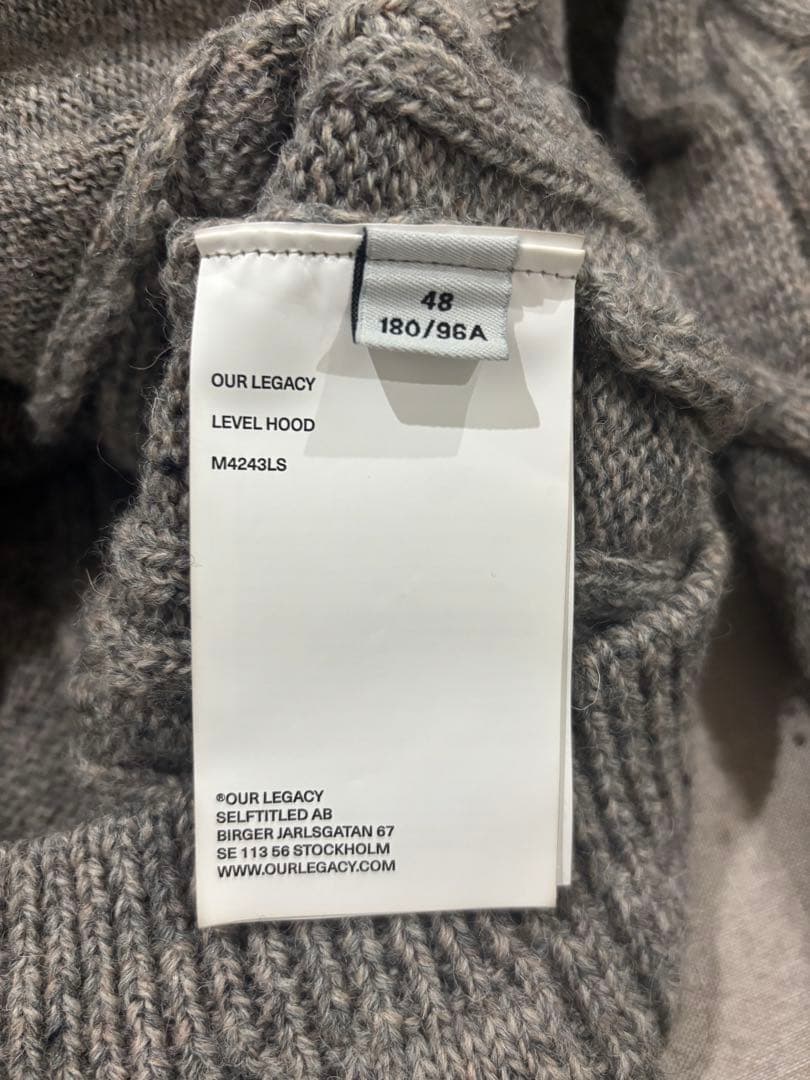 48
180/96A
OUR LEGACY
LEVEL HOOD
M4243LS
®OUR LEGACY
SELFTITLED AB
BIRGER JARLSGATAN 67
SE 113 56 STOCKHOLM
WWW.OURLEGACY.COM